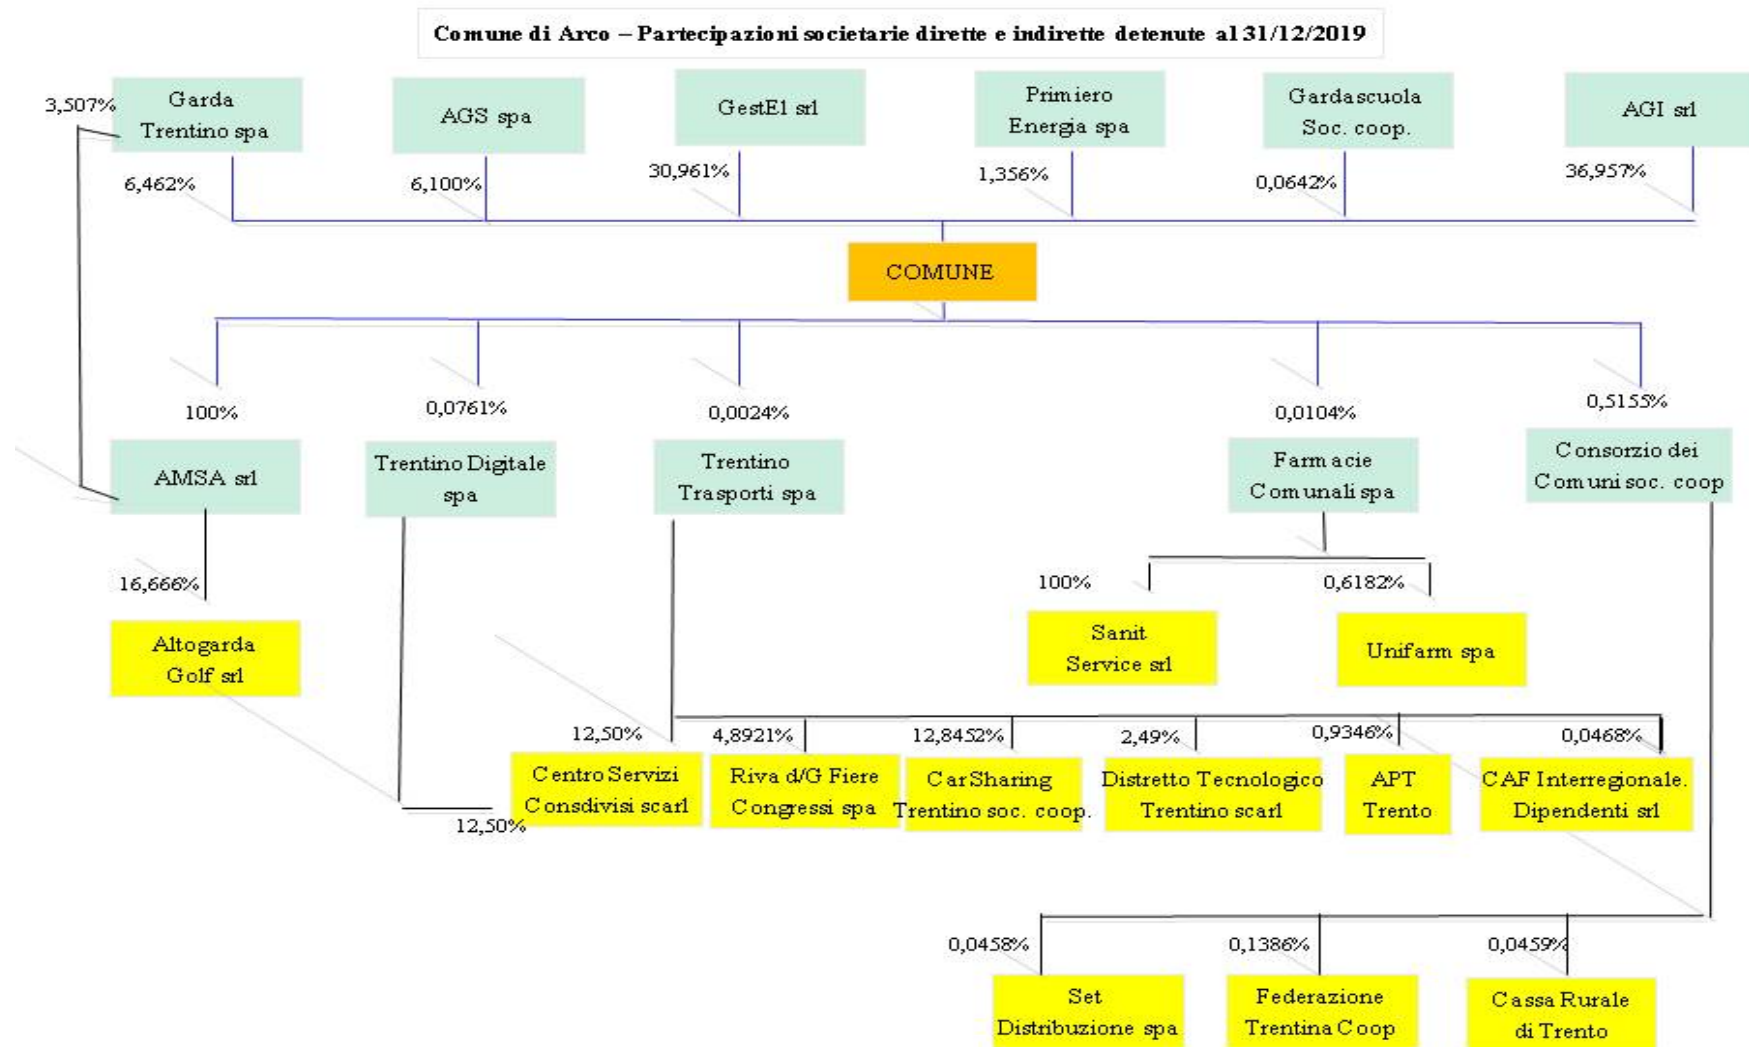 Comune di Arco – Partecipazioni societarie dirette e indirette detenute al 31/12/2019
3,507%
Garda
Trentino spa
AGS spa
GestEl srl
Primiero
Energia spa
Gardascuola
Soc. coop.
AGI srl
6,462%
6,100%
30,961%
1,356%
0,0642%
36,957%
COMUNE
100%
0,0761%
0,0024%
0,0104%
0,5155%
AMSA srl
Trentino Digitale
spa
Trentino
Trasporti spa
Farmacie
Comunali spa
Consorzio dei
Comuni soc. coop
16,666%
100%
0,6182%
Altogarda
Golf srl
Sanit
Service srl
Unifarm spa
12,50%
4,8921%
12,8452%
2,49%
0,9346%
0,0468%
Centro Servizi
Consdivisi scarl
Riva d/G Fiere
Congressi spa
CarSharing
Trentino soc. coop.
Distretto Tecnologico
Trentino scarl
APT
Trento
CAF Interregionale.
Dipendenti srl
12,50%
0,0458%
0,1386%
0,0459%
Set
Distribuzione spa
Federazione
Trentina Coop
Cassa Rurale
di Trento